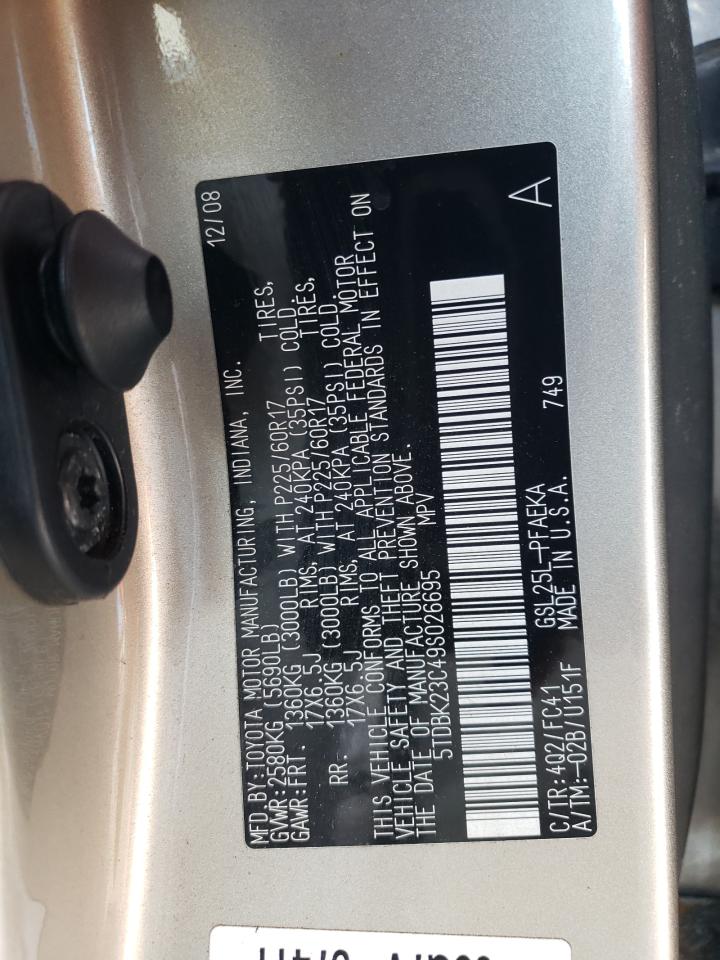 MFD BY:TOYOTA MOTOR MANUFACTURING, INDIANA, INC. 12/08
GVWR:2580KG (5690LB)
GAWR:FRT. 1360KG (3000LB) WITH P225/60R17 TIRES,
17X6.5J RIMS, AT 240KPA (35PSI) COLD.
RR. 1360KG (3000LB) WITH P225/60R17 TIRES,
17X6.5J RIMS, AT 240KPA (35PSI) COLD.
THIS VEHICLE CONFORMS TO ALL APPLICABLE FEDERAL MOTOR
VEHICLE SAFETY AND THEFT PREVENTION STANDARDS IN EFFECT ON
THE DATE OF MANUFACTURE SHOWN ABOVE.
5TDBK23C49S026695 MPV
A
C/TR:4Q2/FC41 GSL25L-PFAEKA
A/TM:-02B/U151F MADE IN U.S.A. 749